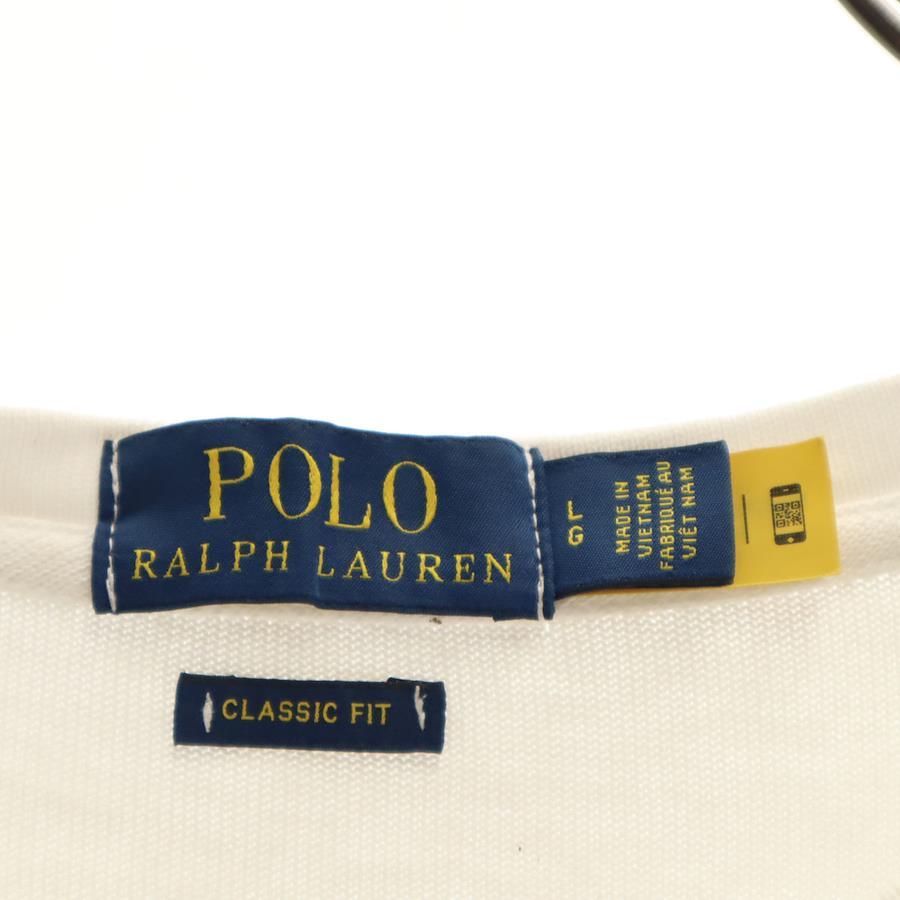 POLO
RALPH LAUREN
L
G
MADE IN
VIETNAM
FABRIQUÉ AU
VIÊT NAM
CLASSIC FIT